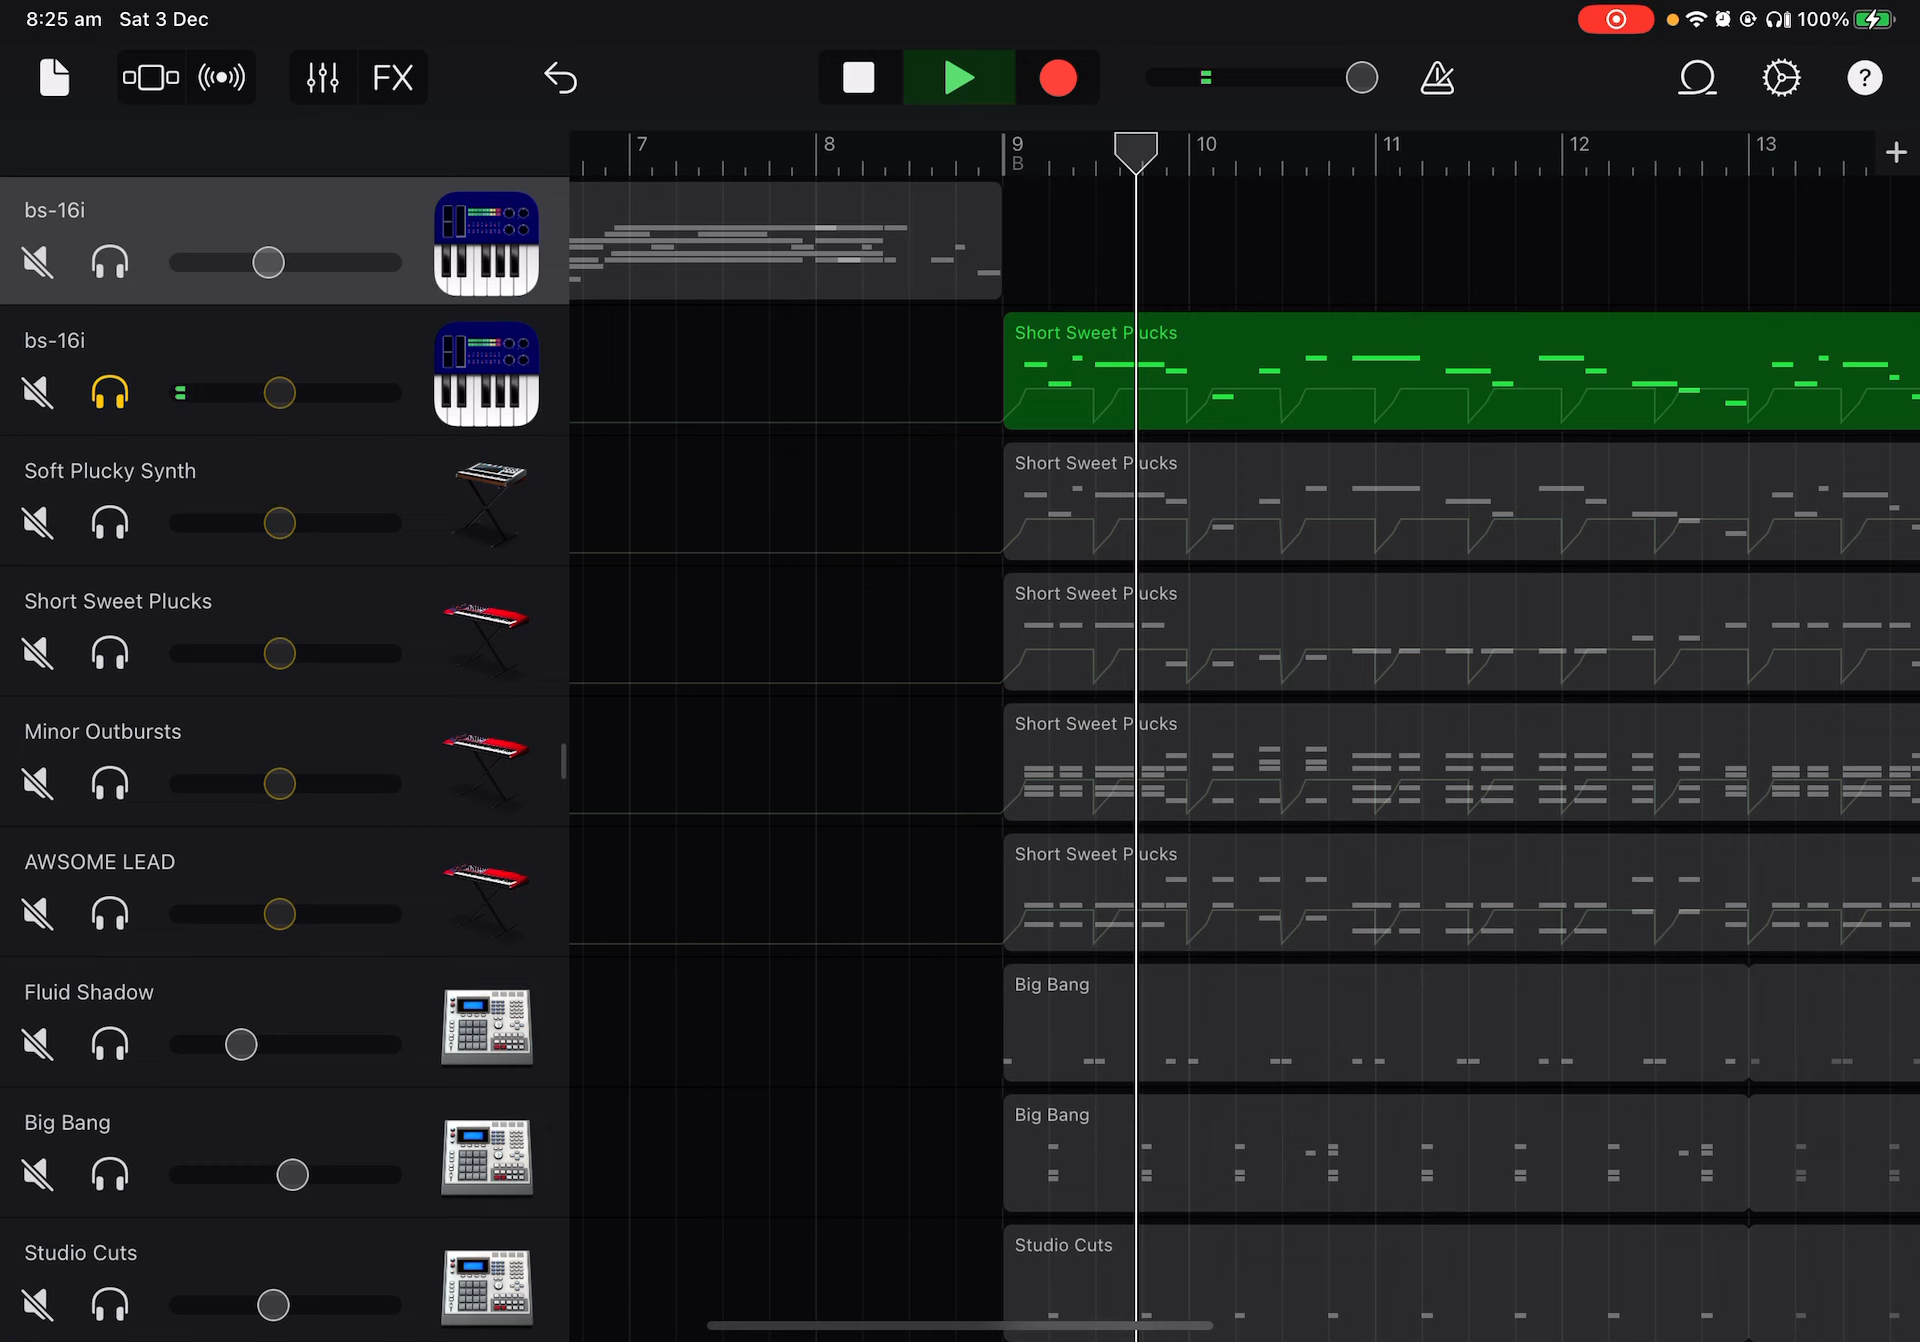 8:25 am Sat 3 Dec
100%
FX
?
7 8 9 10 11 12 13 +
B
bs-16i
bs-16i
Short Sweet Plucks
Soft Plucky Synth
Short Sweet Plucks
Short Sweet Plucks
Short Sweet Plucks
Minor Outbursts
Short Sweet Plucks
AWSOME LEAD
Short Sweet Plucks
Fluid Shadow
Big Bang
Big Bang
Big Bang
Studio Cuts
Studio Cuts